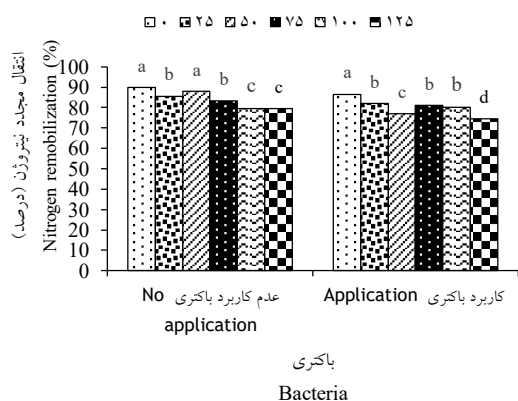 ۰ ۲۵ ۵۰ ۷۵ ۱۰۰ ۱۲۵
انتقال مجدد نیتروژن (درصد)
Nitrogen remobilization (%)
100
90
80
70
60
50
40
30
20
10
0
a b a b c c
a b c b b d
عدم کاربرد باکتری No
application
کاربرد باکتری Application
باکتری
Bacteria